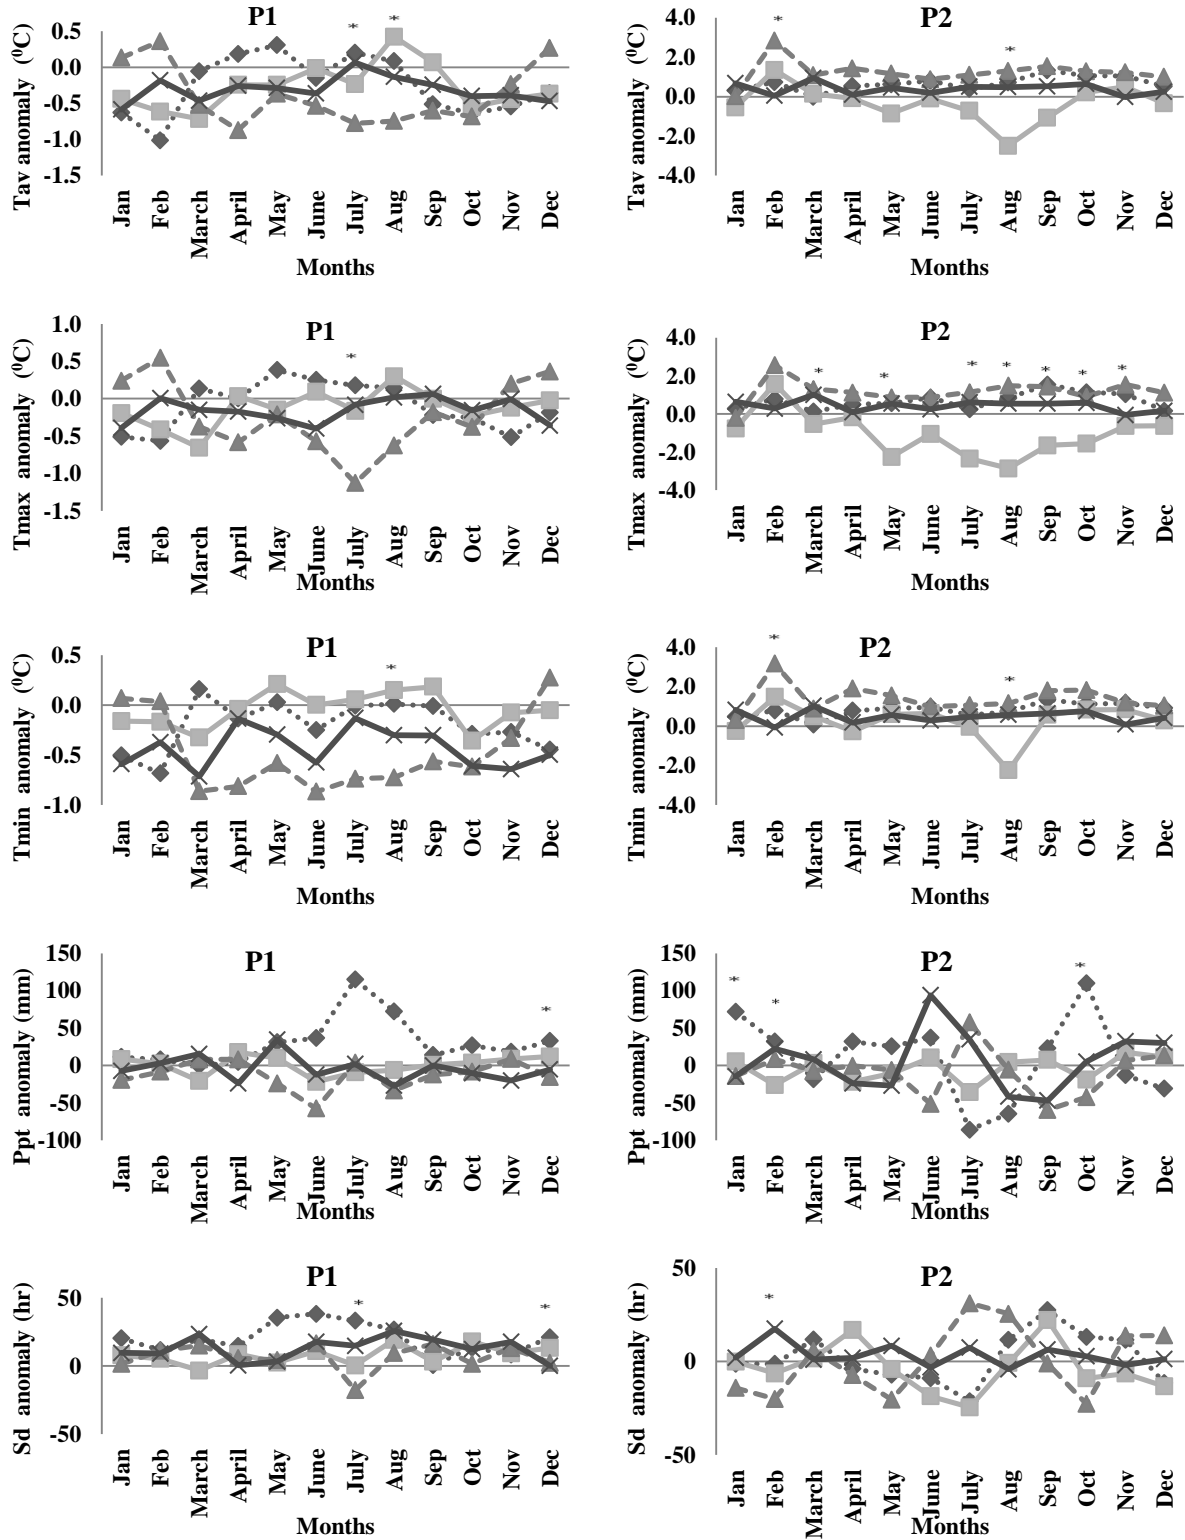 P1
*
*
Tav anomaly (⁰C)
0.5
0.0
-0.5
-1.0
-1.5
Jan
Feb
March
April
May
June
July
Aug
Sep
Oct
Nov
Dec
Months
P2
*
*
Tav anomaly (⁰C)
4.0
2.0
0.0
-2.0
-4.0
Jan
Feb
March
April
May
June
July
Aug
Sep
Oct
Nov
Dec
Months
P1
*
Tmax anomaly (⁰C)
1.0
0.5
0.0
-0.5
-1.0
-1.5
Jan
Feb
March
April
May
June
July
Aug
Sep
Oct
Nov
Dec
Months
P2
*
*
*
*
*
*
*
Tmax anomaly (⁰C)
4.0
2.0
0.0
-2.0
-4.0
Jan
Feb
March
April
May
June
July
Aug
Sep
Oct
Nov
Dec
Months
P1
*
Tmin anomaly (⁰C)
0.5
0.0
-0.5
-1.0
Jan
Feb
March
April
May
June
July
Aug
Sep
Oct
Nov
Dec
Months
P2
*
*
Tmin anomaly (⁰C)
4.0
2.0
0.0
-2.0
-4.0
Jan
Feb
March
April
May
June
July
Aug
Sep
Oct
Nov
Dec
Months
P1
*
Ppt anomaly (mm)
150
100
50
0
-50
-100
Jan
Feb
March
April
May
June
July
Aug
Sep
Oct
Nov
Dec
Months
P2
*
*
*
Ppt anomaly (mm)
150
100
50
0
-50
-100
Jan
Feb
March
April
May
June
July
Aug
Sep
Oct
Nov
Dec
Months
P1
*
*
Sd anomaly (hr)
50
0
-50
Jan
Feb
March
April
May
June
July
Aug
Sep
Oct
Nov
Dec
Months
P2
*
Sd anomaly (hr)
50
0
-50
Jan
Feb
March
April
May
June
July
Aug
Sep
Oct
Nov
Dec
Months